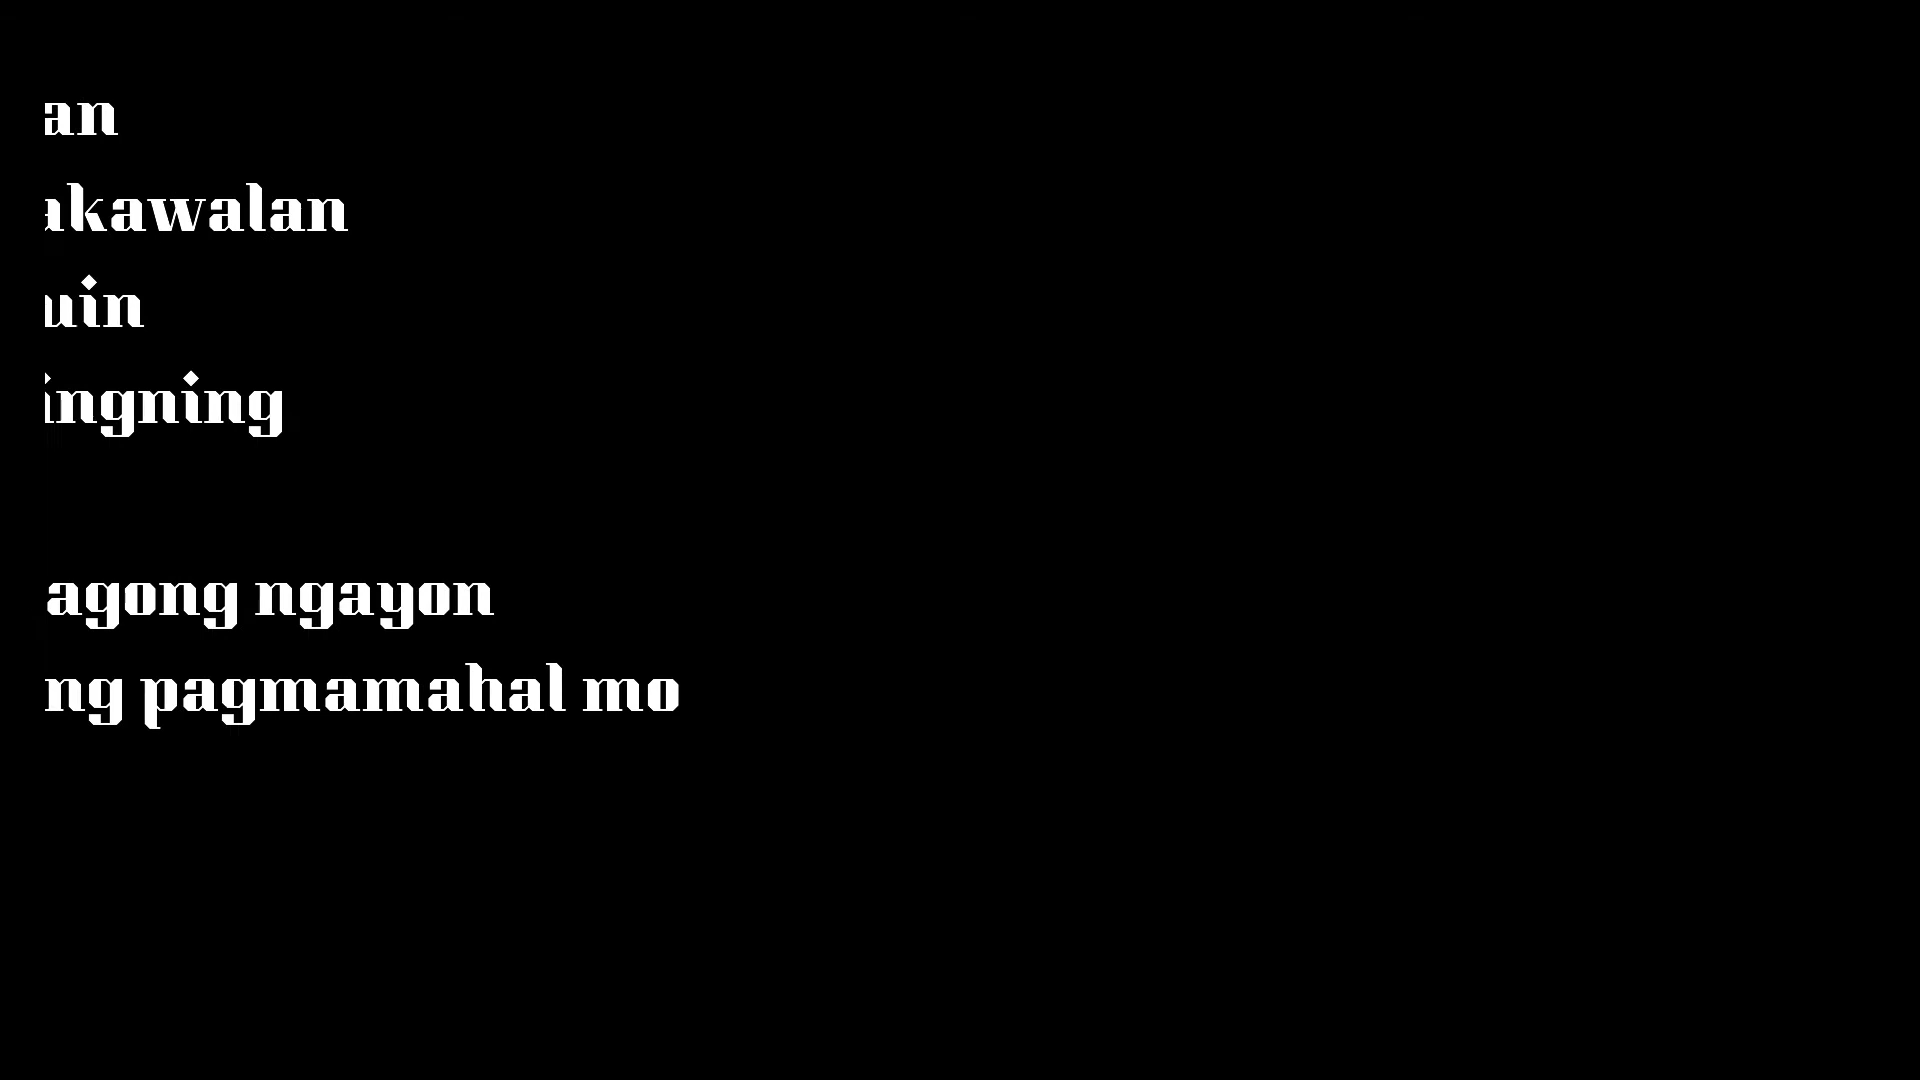 an
akawalan
uin
ingning
agong ngayon
ng pagmamahal mo